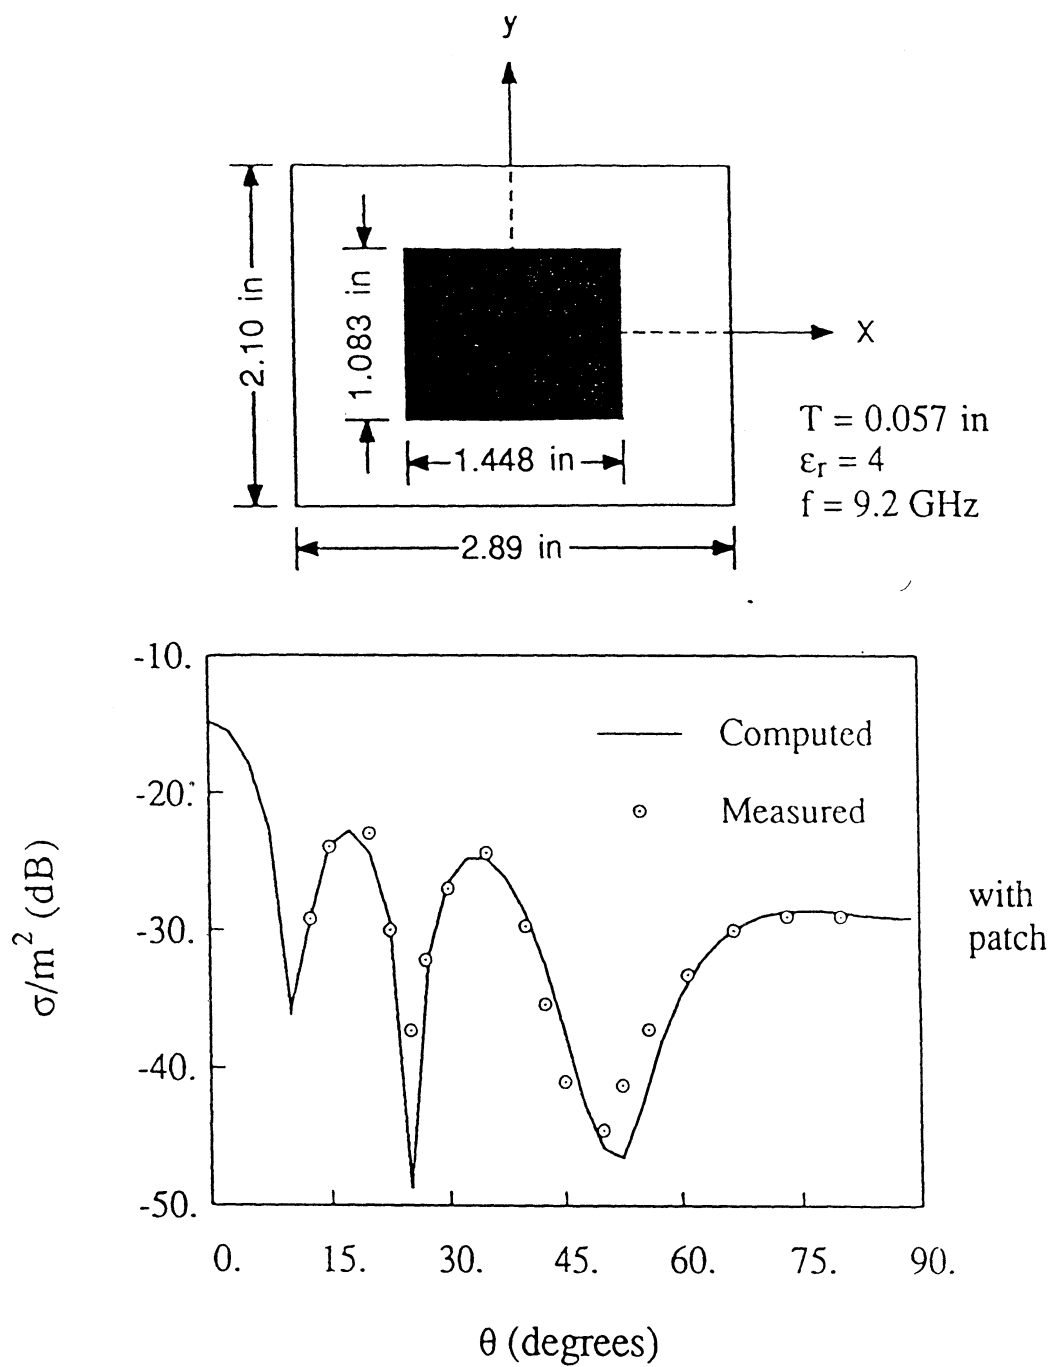 y
2.10 in
1.083 in
X
1.448 in
2.89 in
T = 0.057 in
εr = 4
f = 9.2 GHz
-10.
-20.
-30.
-40.
-50.
σ/m² (dB)
Computed
Measured
with
patch
0. 15. 30. 45. 60. 75. 90.
θ (degrees)